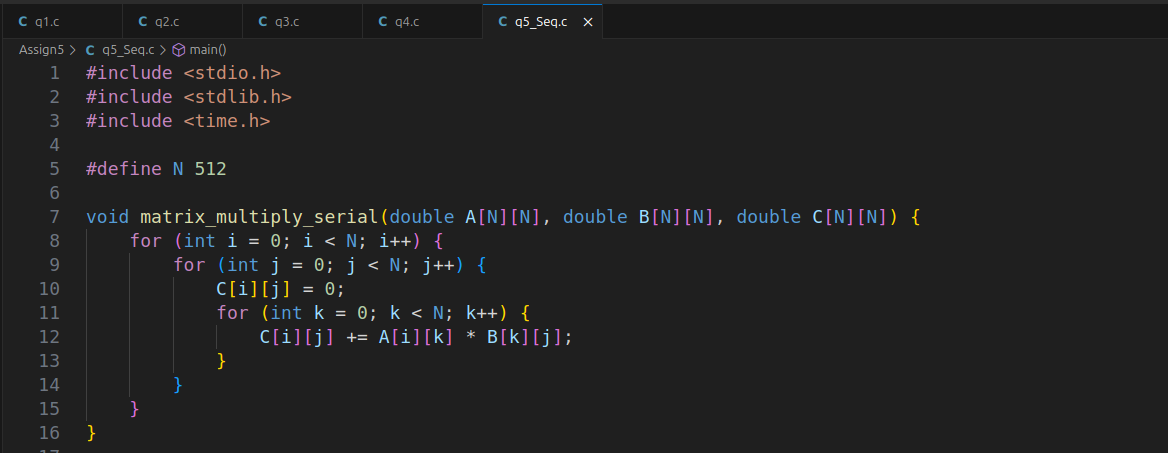 C q1.c C q2.c C q3.c C q4.c C q5_Seq.c ×
Assign5 > C q5_Seq.c > main()
1 #include <stdio.h>
2 #include <stdlib.h>
3 #include <time.h>
4
5 #define N 512
6
7 void matrix_multiply_serial(double A[N][N], double B[N][N], double C[N][N]) {
8     for (int i = 0; i < N; i++) {
9         for (int j = 0; j < N; j++) {
10             C[i][j] = 0;
11             for (int k = 0; k < N; k++) {
12                 C[i][j] += A[i][k] * B[k][j];
13             }
14         }
15     }
16 }